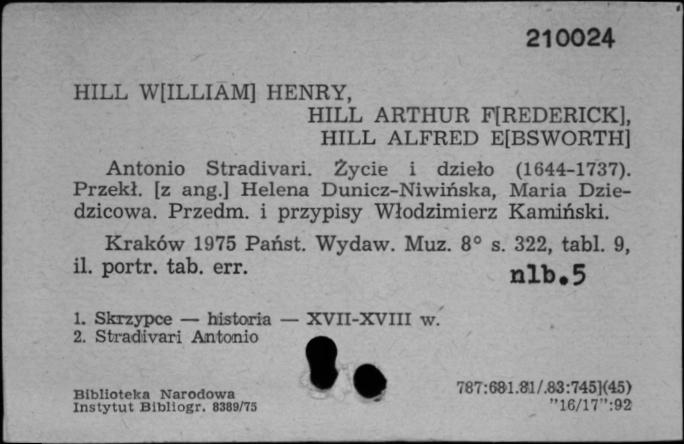 210024
HILL W[ILLIAM] HENRY,
HILL ARTHUR F[REDERICK],
HILL ALFRED E[BSWORTH]
Antonio Stradivari. Życie i dzieło (1644-1737).
Przekł. [z ang.] Helena Dunicz-Niwińska, Maria Dzie-
dzicowa. Przedm. i przypisy Włodzimierz Kamiński.
Kraków 1975 Państ. Wydaw. Muz. 8° s. 322, tabl. 9,
il. portr. tab. err.
nlb.5
1. Skrzypce — historia — XVII-XVIII w.
2. Stradivari Antonio
Biblioteka Narodowa
Instytut Bibliogr. 8389/75
787:681.81/.83:745](45)
"16/17":92